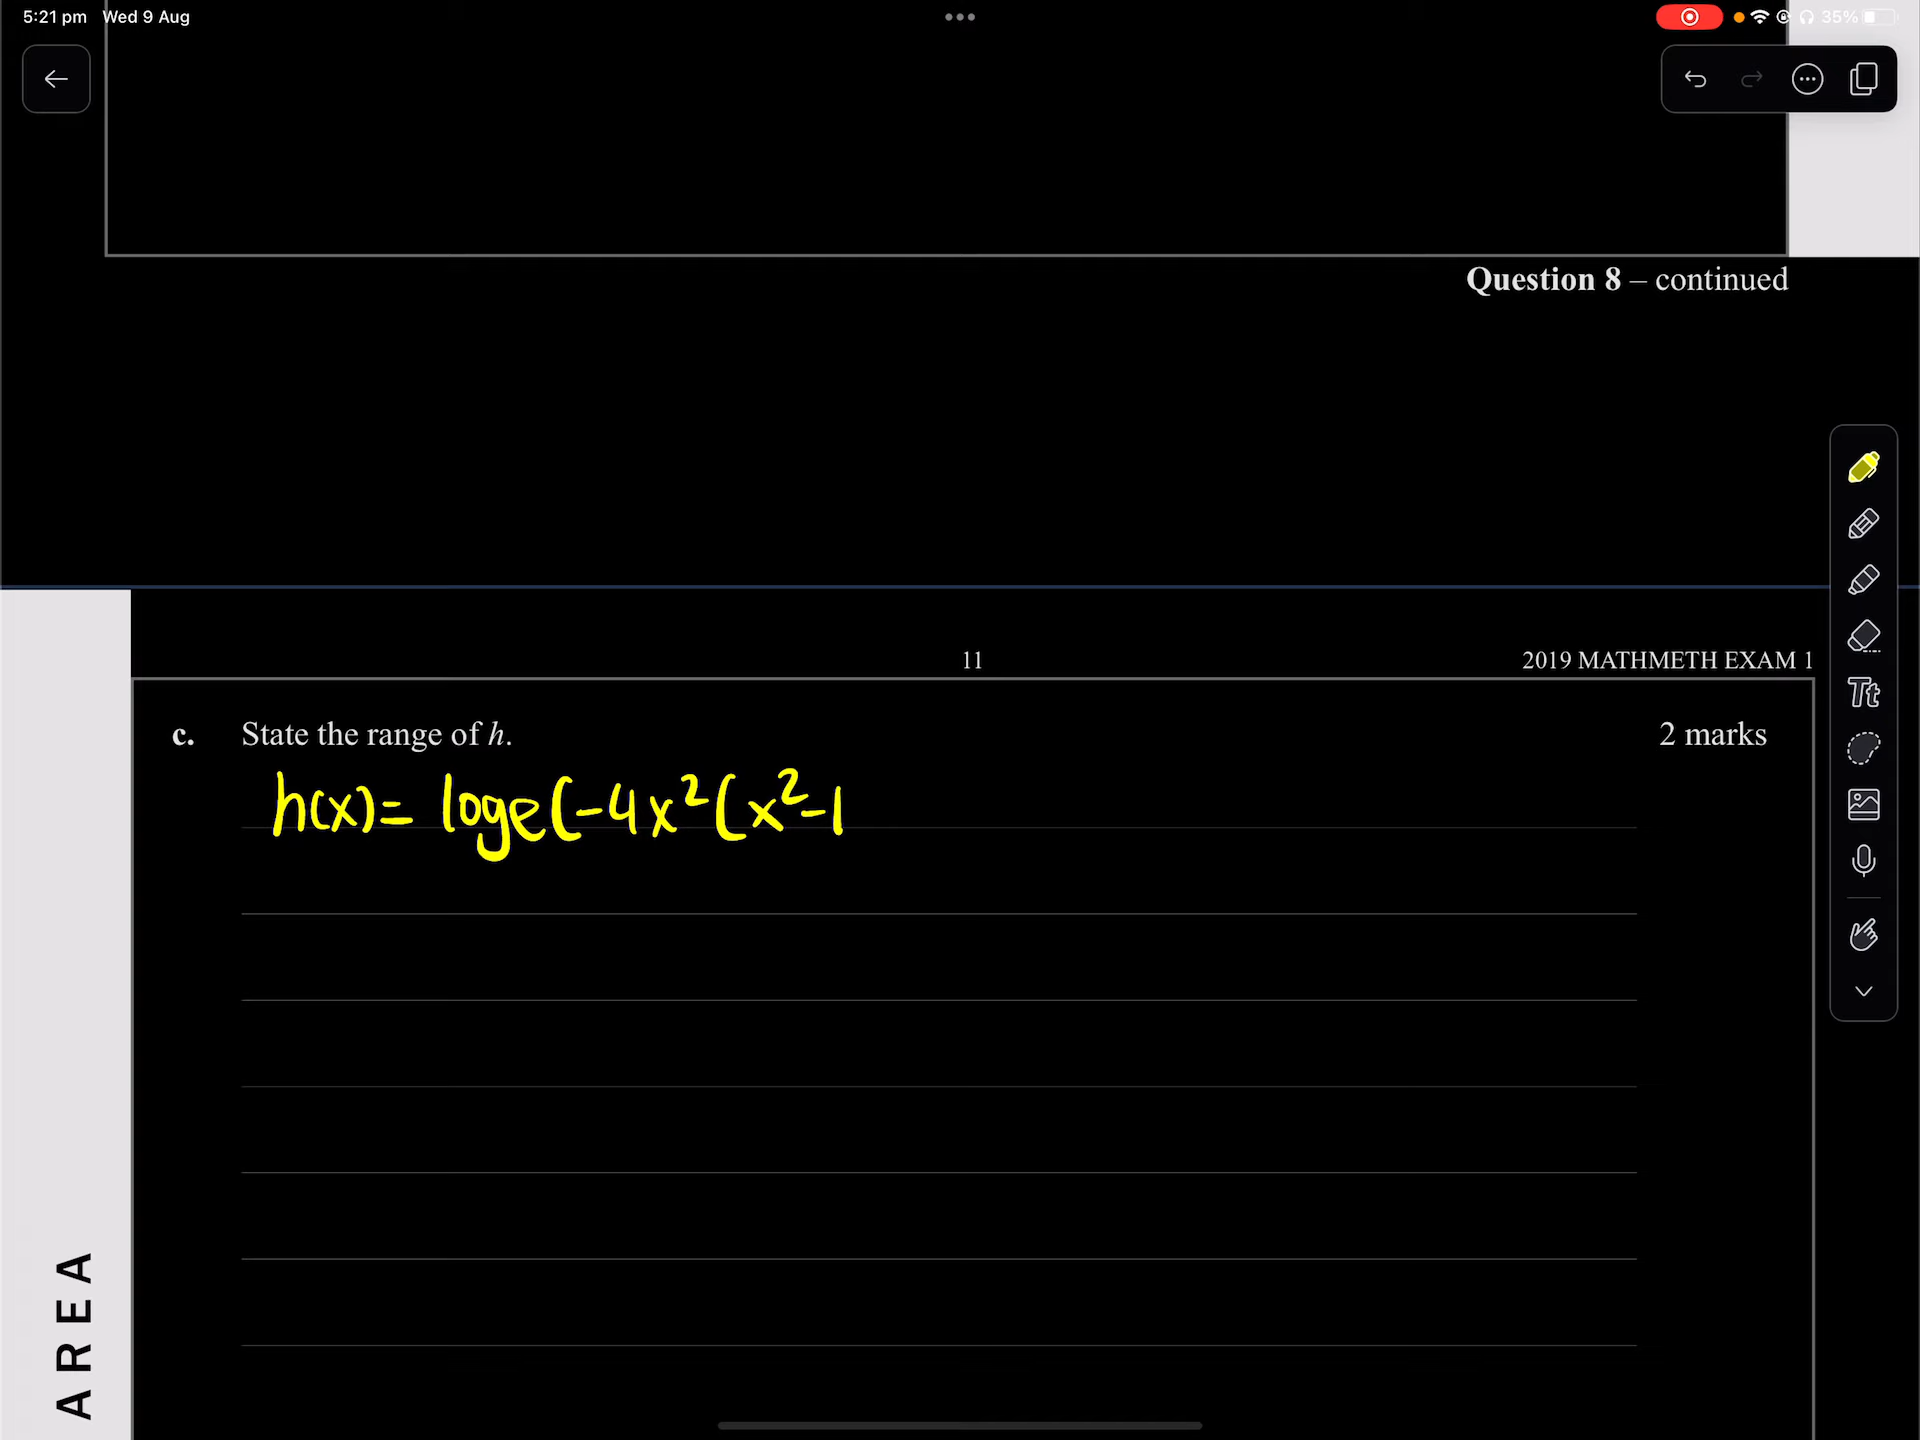 5:21 pm Wed 9 Aug
35%
Question 8 – continued
11
2019 MATHMETH EXAM 1
c. State the range of h. 2 marks
h(x)= loge(-4x²(x²-1
Tt
AREA